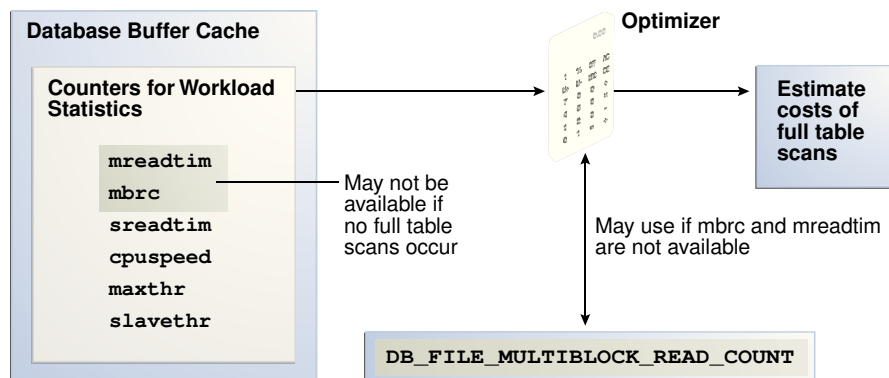 Database Buffer Cache
Counters for Workload
Statistics
mreadtim
mbrc
sreadtim
cpuspeed
maxthr
slavethr
May not be
available if
no full table
scans occur
Optimizer
0.00
May use if mbrc and mreadtim
are not available
Estimate
costs of
full table
scans
DB_FILE_MULTIBLOCK_READ_COUNT